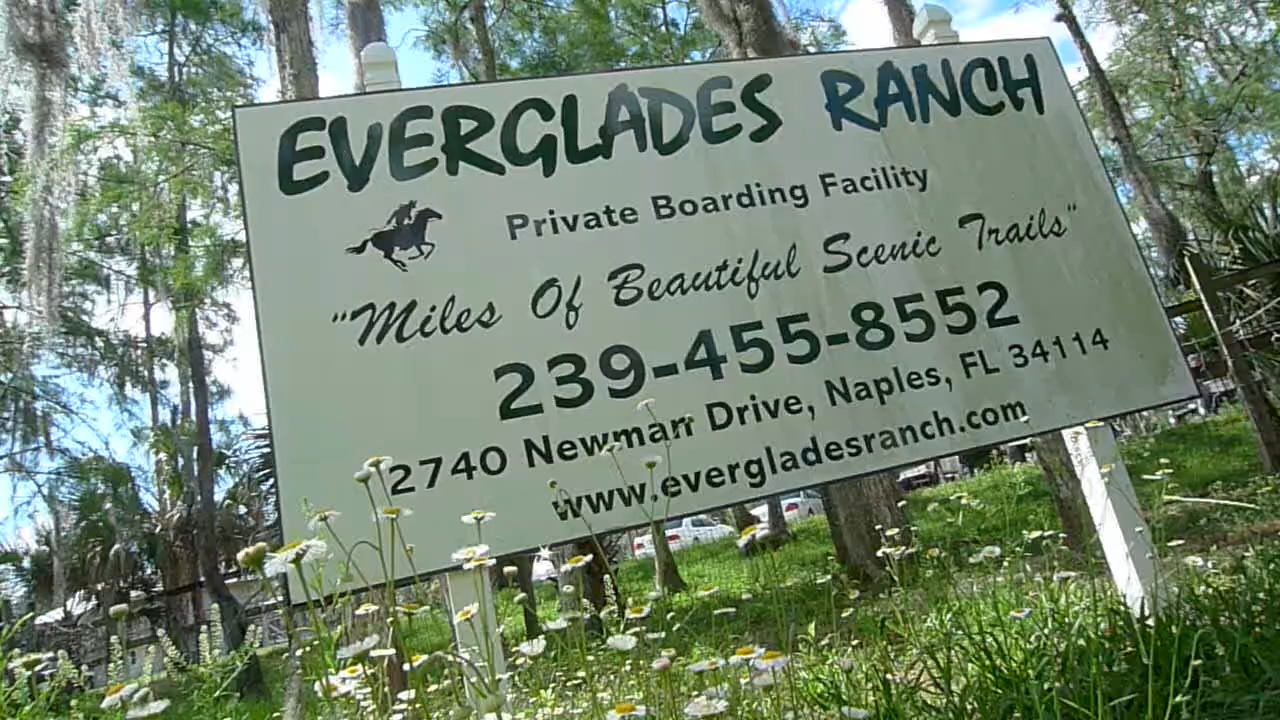 EVERGLADES RANCH
Private Boarding Facility
"Miles Of Beautiful Scenic Trails"
239-455-8552
2740 Newman Drive, Naples, FL 34114
www.evergladesranch.com